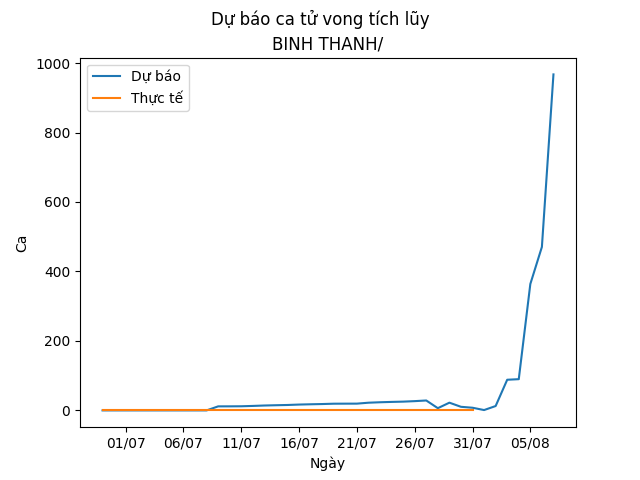 Dự báo ca tử vong tích lũy
BINH THANH/
Dự báo
Thực tế
Ca
1000
800
600
400
200
0
01/07 06/07 11/07 16/07 21/07 26/07 31/07 05/08
Ngày